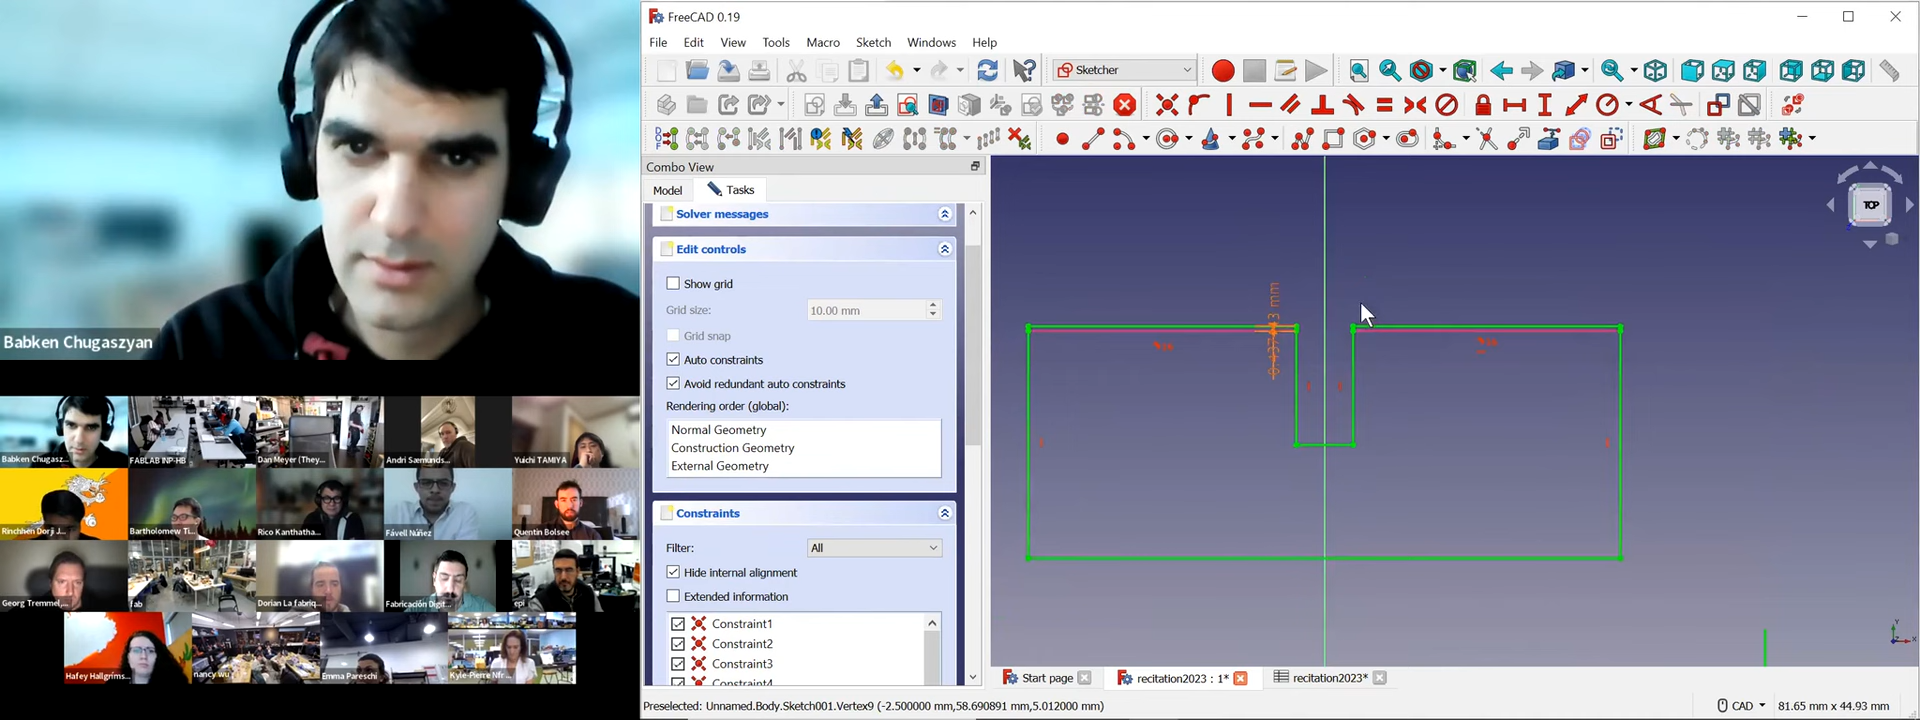 FreeCAD 0.19
File Edit View Tools Macro Sketch Windows Help
Sketcher
Combo View
Model Tasks
Solver messages
Edit controls
Show grid
Grid size: 10.00 mm
Grid snap
Auto constraints
Avoid redundant auto constraints
Rendering order (global):
Normal Geometry
Construction Geometry
External Geometry
Constraints
Filter: All
Hide internal alignment
Extended information
Constraint1
Constraint2
Constraint3
Constraint4
TOP
Start page
recitation2023 : 1*
recitation2023*
Preselected: Unnamed.Body.Sketch001.Vertex9 (-2.500000 mm,58.690891 mm,5.012000 mm)
CAD
81.65 mm x 44.93 mm
Babken Chugaszyan
Babken Chugasz...
FABLAB INP-HB
Dan Meyer (They...
Andri Sæmunds...
Yuichi TAMIYA
Rinchhen Dorji J...
Bartholomew Ti...
Rico Kanthatha...
Fávell Núñez
Quentin Bolsee
Georg Tremmel,...
fab
Dorian La fabriq...
Fabricación Digit...
epi
Hafey Hallgríms...
nancy wu
Emma Pareschi
Kyle-Pierre Nfr...